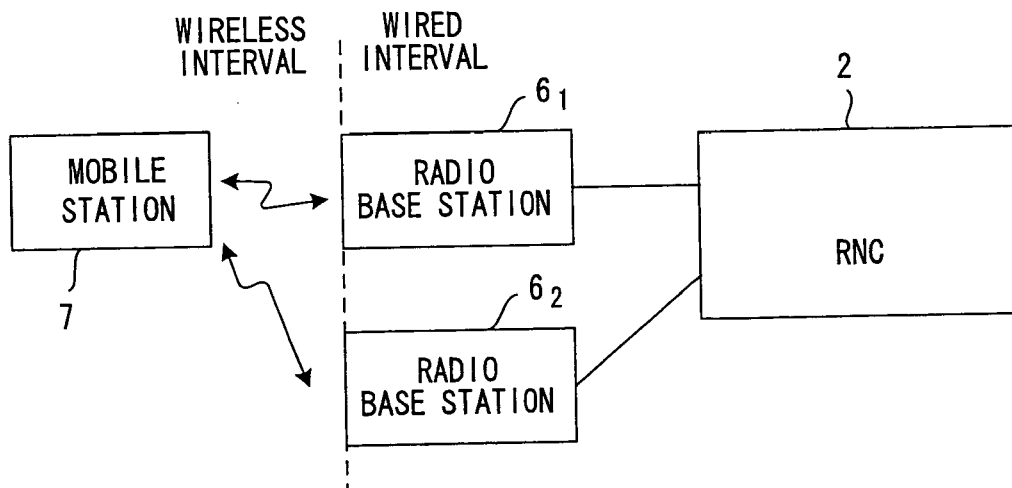 WIRELESS
INTERVAL
WIRED
INTERVAL
6₁
2
MOBILE
STATION
RADIO
BASE STATION
RNC
7
6₂
RADIO
BASE STATION